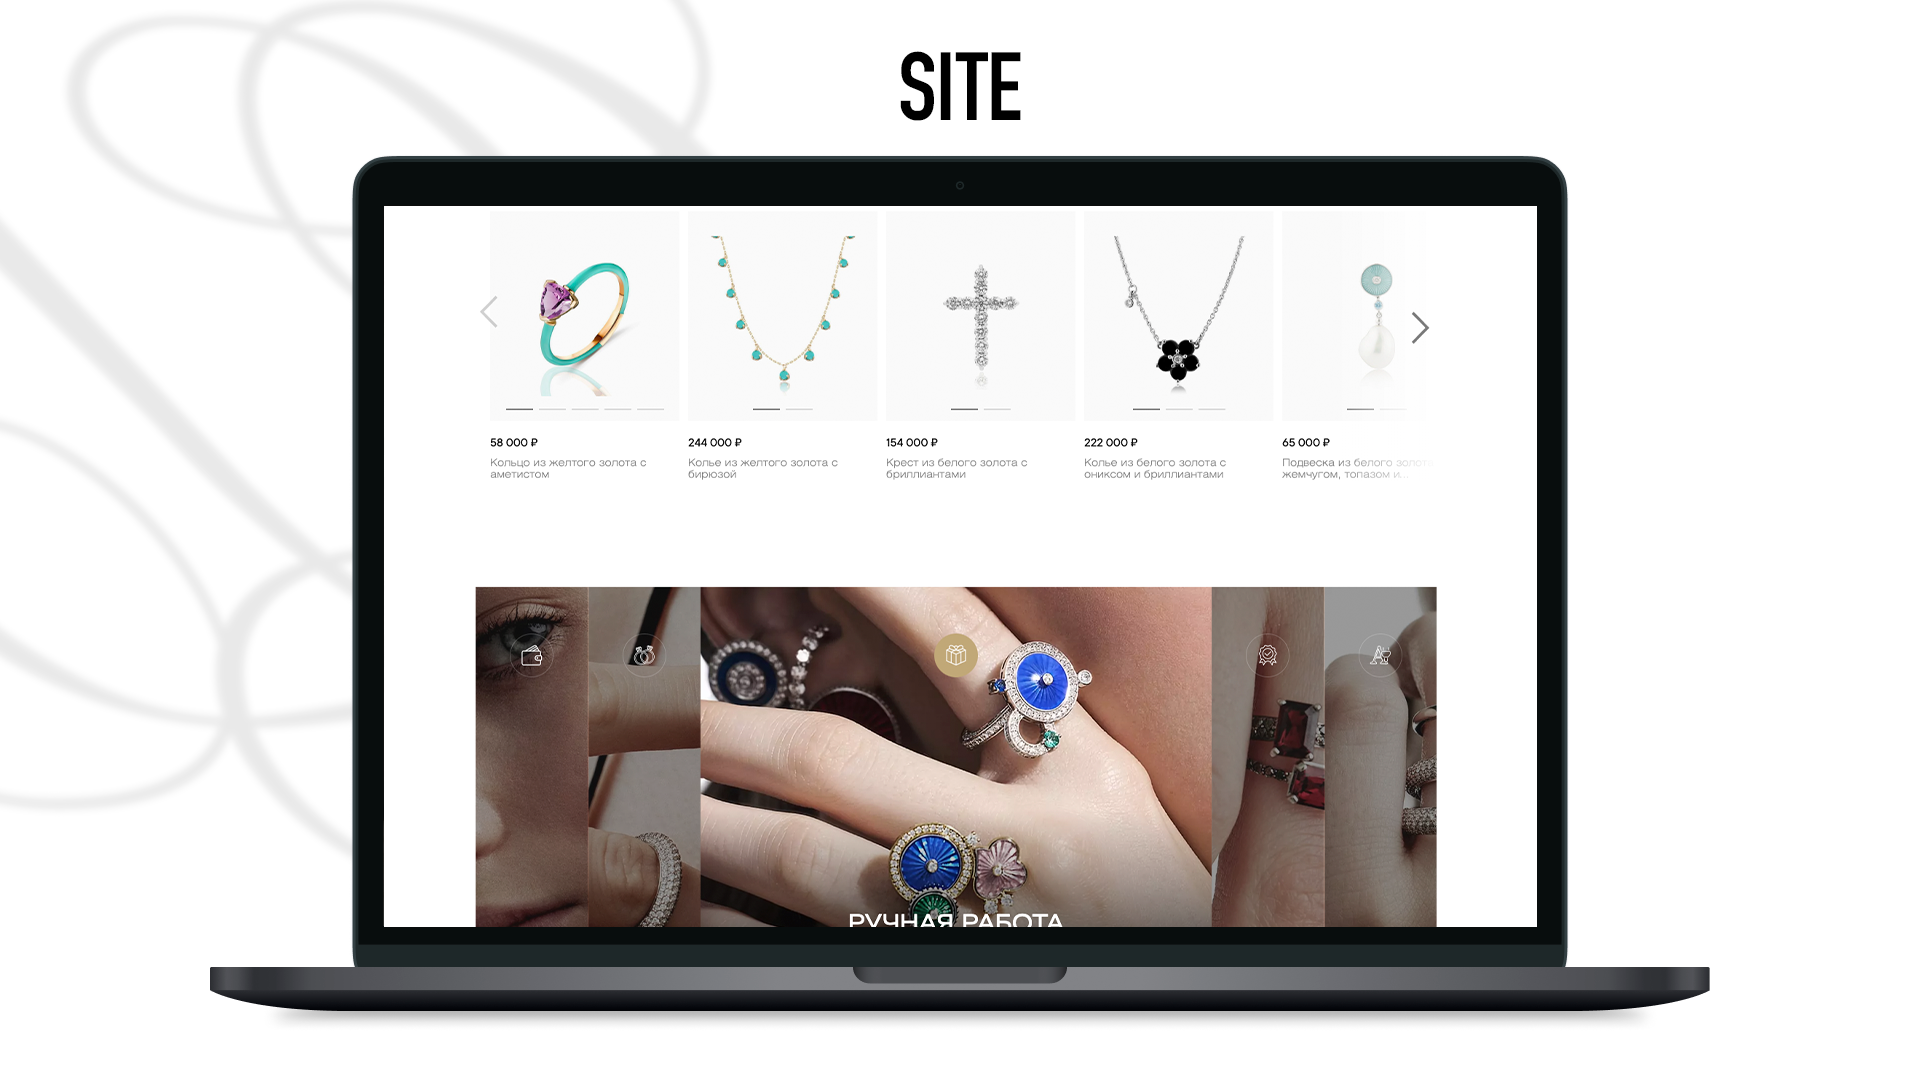 SITE
58 000 ₽
Кольцо из желтого золота с
аметистом
244 000 ₽
Колье из желтого золота с
бирюзой
154 000 ₽
Крест из белого золота с
бриллиантами
222 000 ₽
Колье из белого золота с
ониксом и бриллиантами
65 000 ₽
Подвеска из белого золота
жемчугом, топазом и...
РУЧНАЯ РАБОТА